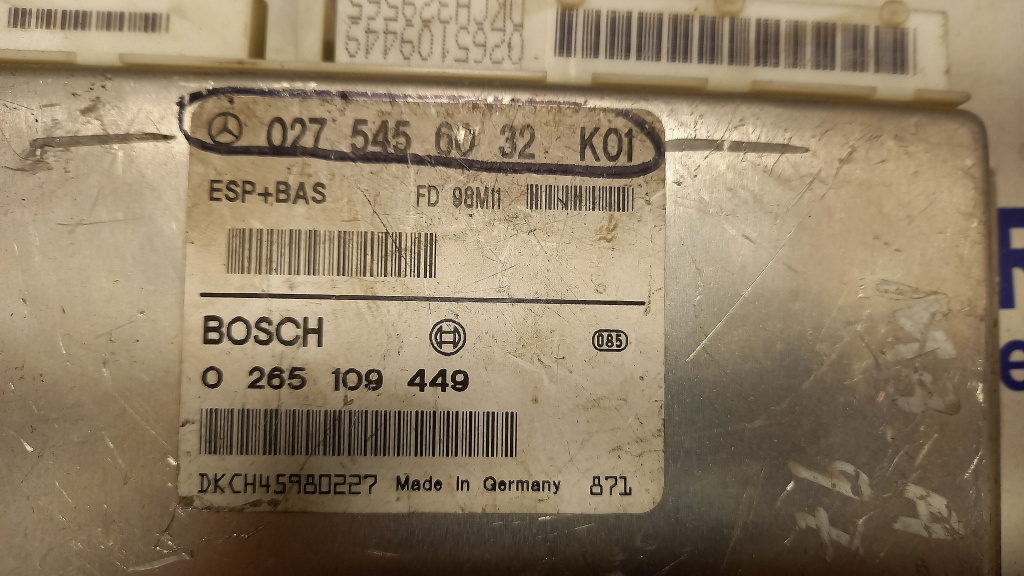 0265109449
027 545 60 32 K01
ESP+BAS FD 98M11
BOSCH
085
0 265 109 449
DKCH45980227 Made in Germany 871